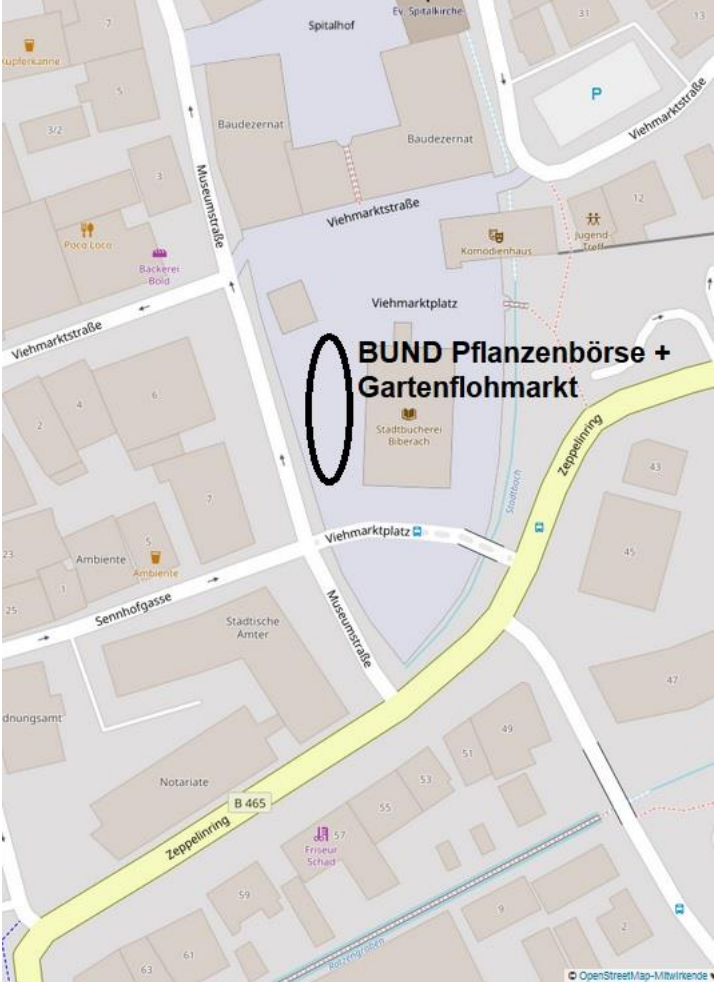 Ev. Spitalkirche
Spitalhof
7
31
13
Kupferkanne
5
P
3/2
Baudezernat
Baudezernat
Viehmarktstraße
3
Museumstraße
Viehmarktstraße
12
Poco Loco
Komödienhaus
Jugend-
Treff
Bäckerei
Bold
Viehmarktplatz
Viehmarktstraße
BUND Pflanzenbörse +
Gartenflohmarkt
4
6
2
Stadtbücherei
Biberach
Zeppelinring
43
Stadtbach
7
Viehmarktplatz
23
Ambiente
5
Ambiente
45
1
25
Sennhofgasse
Museumstraße
Städtische
Ämter
47
dnungsamt
49
51
53
Notariate
B 465
55
Zeppelinring
57
Friseur
Schad
59
9
2
Ratzengraben
61
63
© OpenStreetMap-Mitwirkende